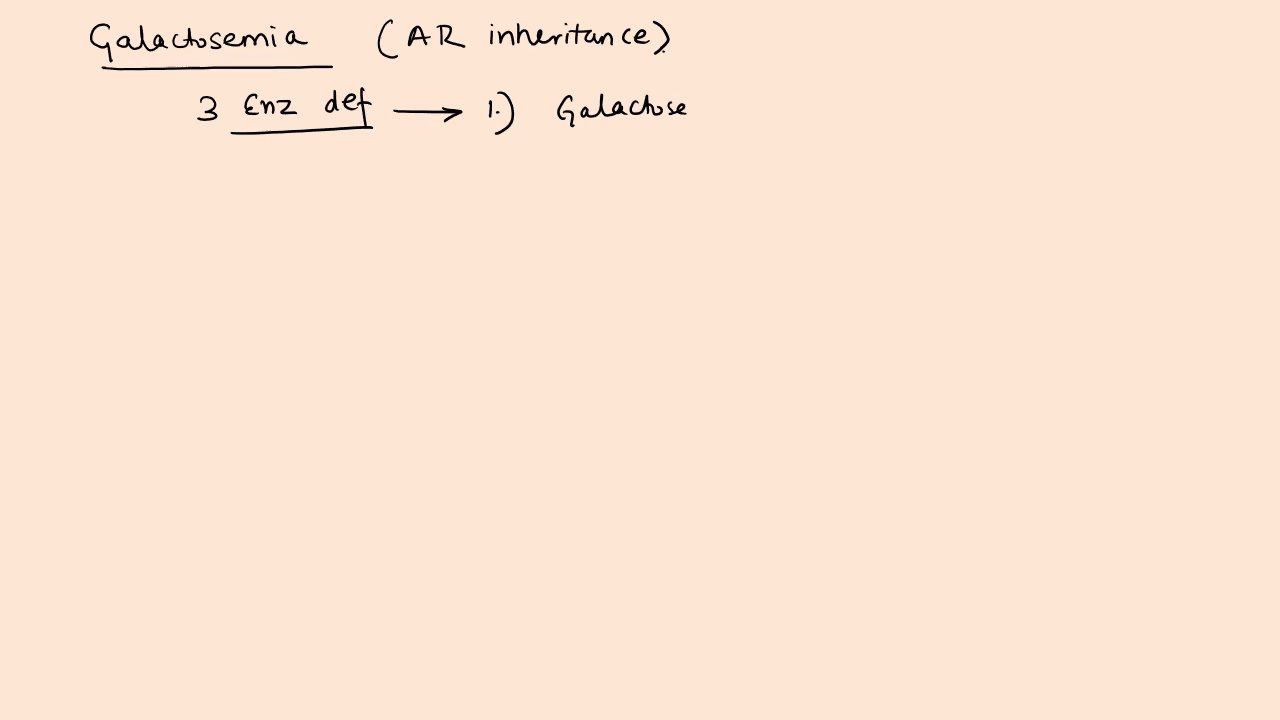 Galactosemia (AR inheritance)
3 Enz def → 1.) Galactose